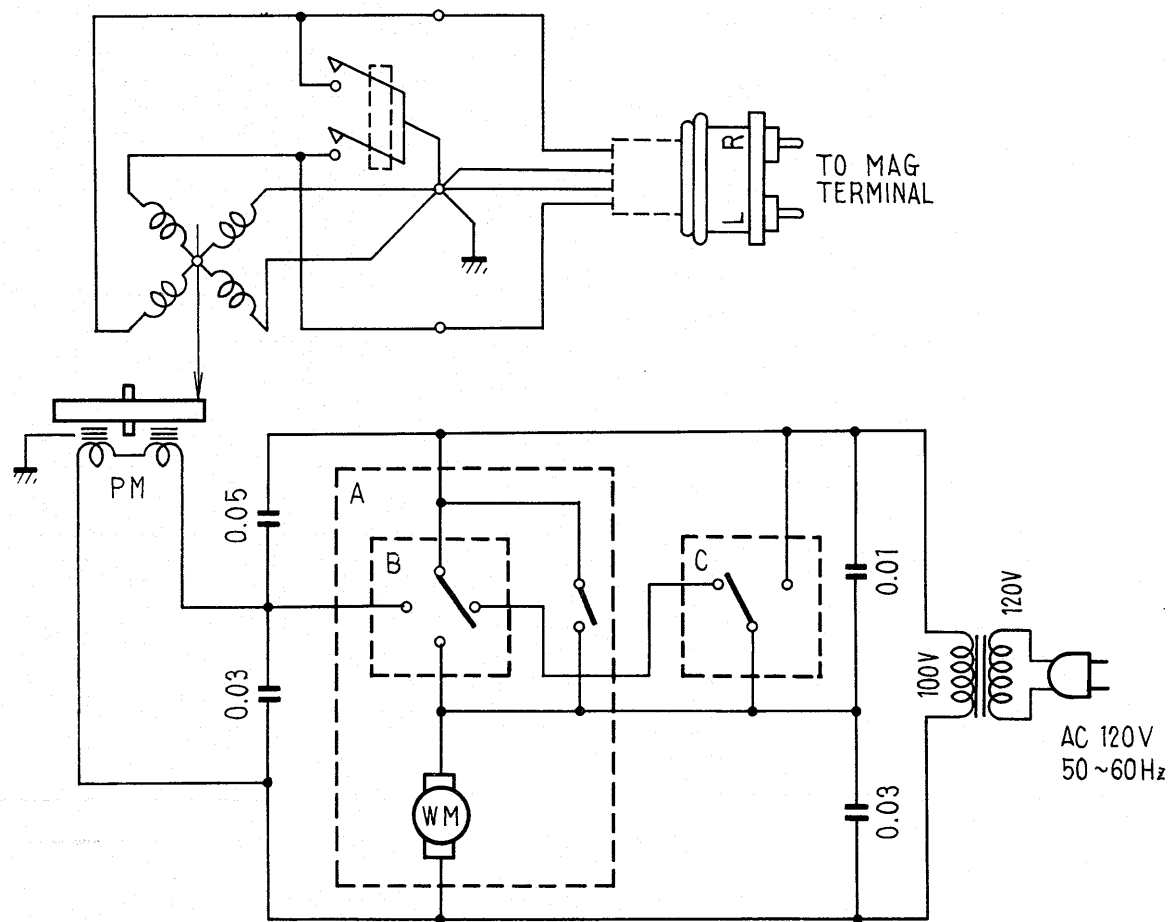 R
L
TO MAG
TERMINAL
PM
0.05
0.03
A
B
C
WM
0.01
0.03
100V
120V
AC 120V
50~60Hz